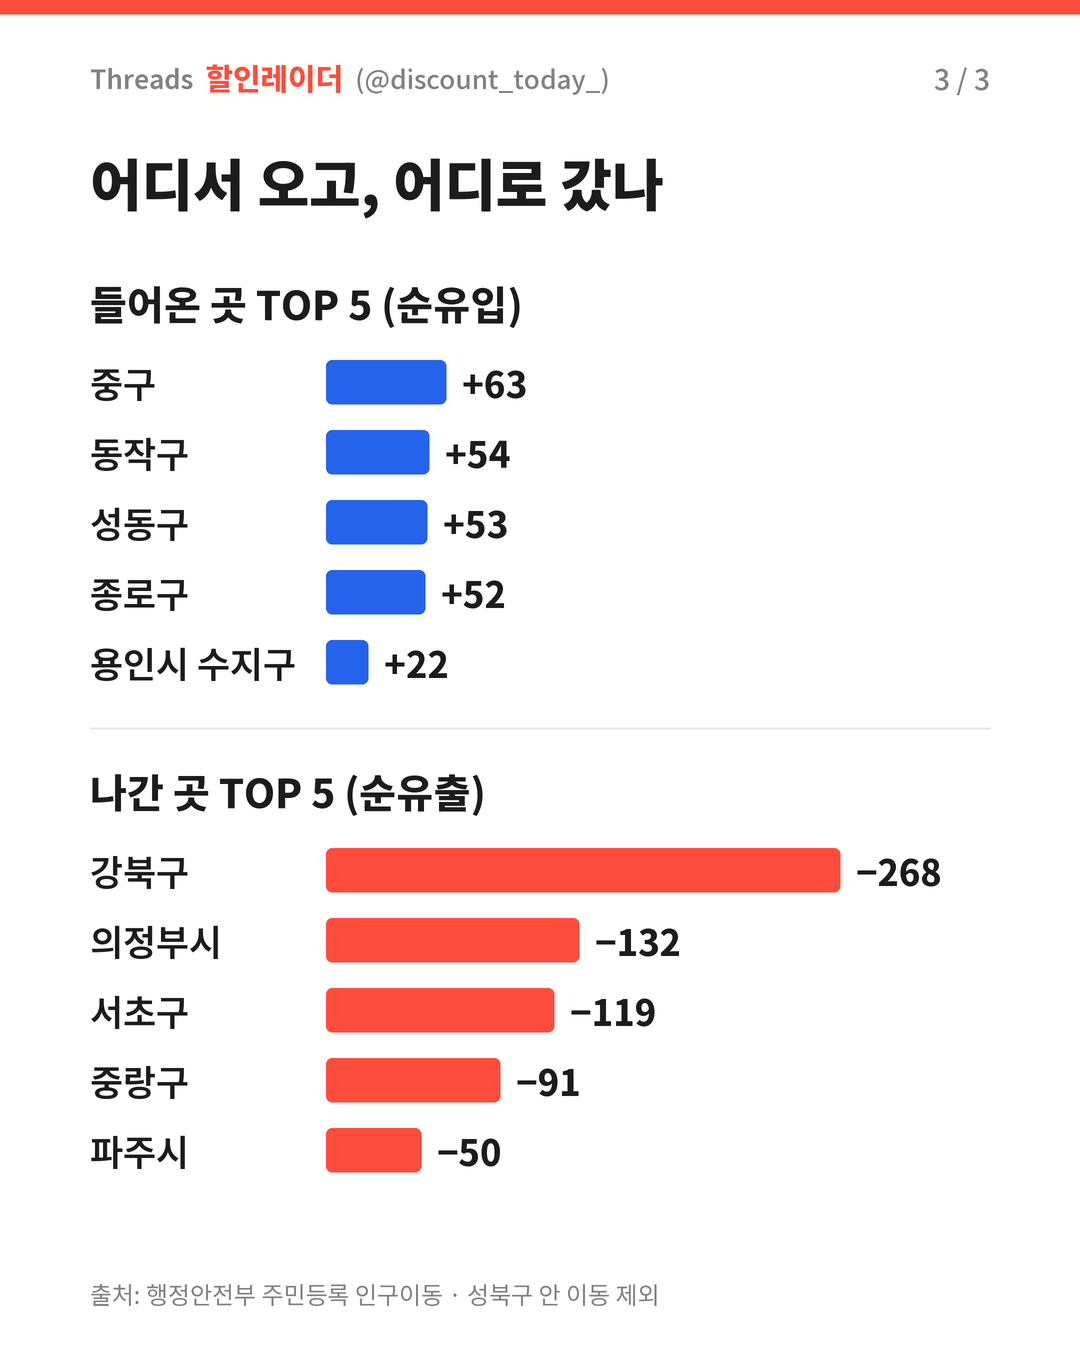 Threads 할인레이더 (@discount_today_) 3 / 3
어디서 오고, 어디로 갔나
들어온 곳 TOP 5 (순유입)
중구 +63
동작구 +54
성동구 +53
종로구 +52
용인시 수지구 +22
나간 곳 TOP 5 (순유출)
강북구 −268
의정부시 −132
서초구 −119
중랑구 −91
파주시 −50
출처: 행정안전부 주민등록 인구이동 · 성북구 안 이동 제외